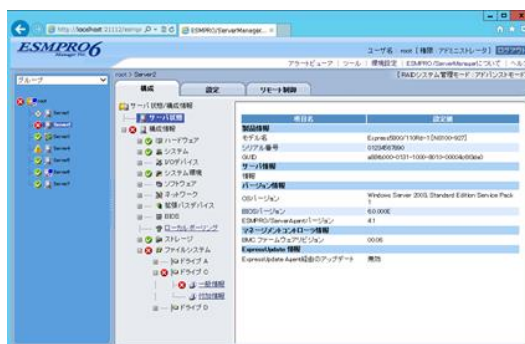 http://localhost:21112/esmpr
ESMPRO/ServerManager...
ESMPRO6
ユーザ名 : root [ 権限 : アドミニストレータ ]
アラートビューア | ツール | 環境設定 | ESMPRO/ServerManagerについて | ヘル
グループ
root > Server2
[ RAIDシステム管理モード : アドバンストモード
構成
設定
リモート制御
root
Server1
Server3
Server4
Server5
サーバ状態/構成情報
サーバ状態
構成情報
ハードウェア
システム
I/Oデバイス
システム環境
ソフトウェア
ネットワーク
拡張バスデバイス
BIOS
ローカルポーリング
ストレージ
ファイルシステム
ドライブ A
ドライブ C
一般情報
付加情報
ドライブ D
項目名
設定値
製品情報
モデル名
Express5800/110Rd-1 [N8100-927]
シリアル番号
01234567890
GUID
サーバ情報
情報
バージョン情報
OSバージョン
Windows Server 2003, Standard Edition Service Pack
1
BIOSバージョン
6.0.000E
ESMPRO/ServerAgentバージョン
4.1
マネージメントコントローラ情報
BMC ファームウェアリビジョン
00.06
ExpressUpdate 情報
ExpressUpdate Agent経由のアップデート
無効